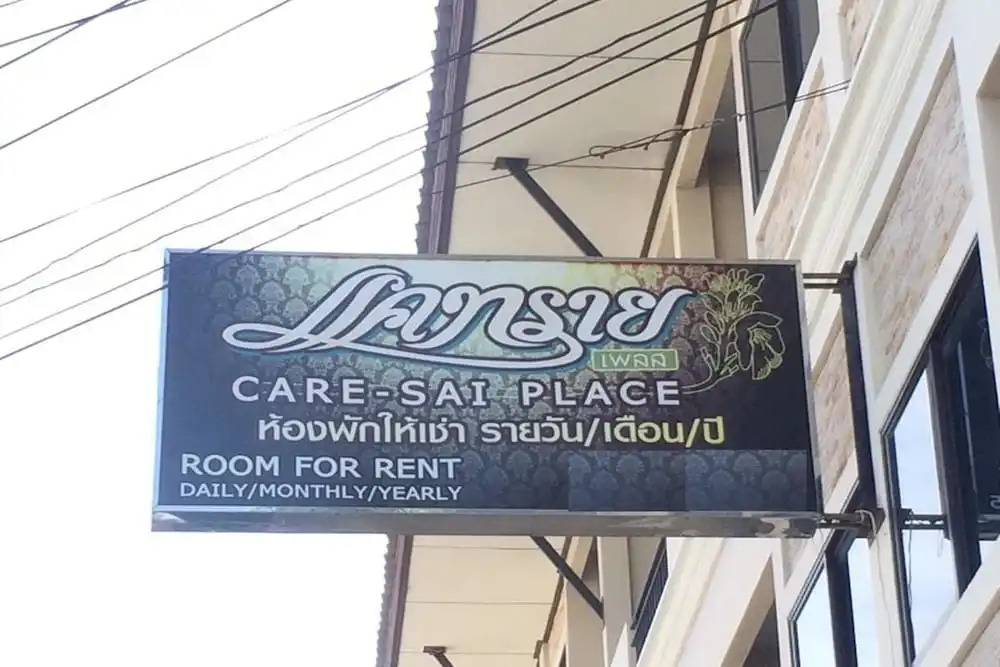 แคทราย
เพลส
CARE-SAI PLACE
ห้องพักให้เช่า รายวัน/เดือน/ปี
ROOM FOR RENT
DAILY/MONTHLY/YEARLY